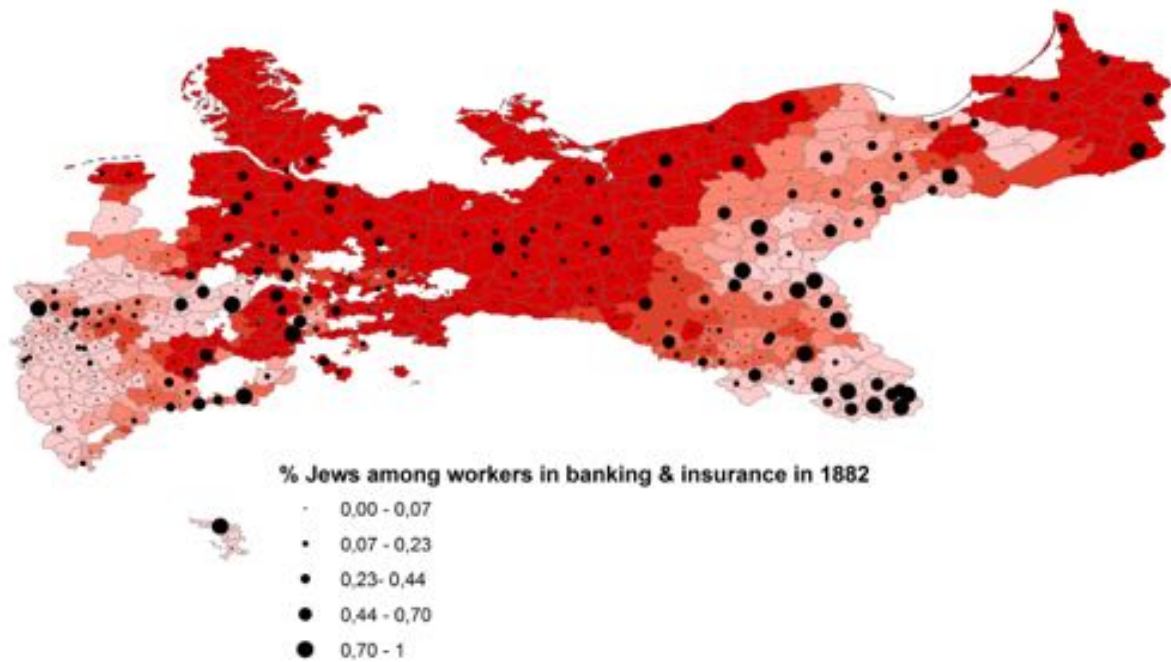 % Jews among workers in banking & insurance in 1882
0,00 - 0,07
0,07 - 0,23
0,23- 0,44
0,44 - 0,70
0,70 - 1